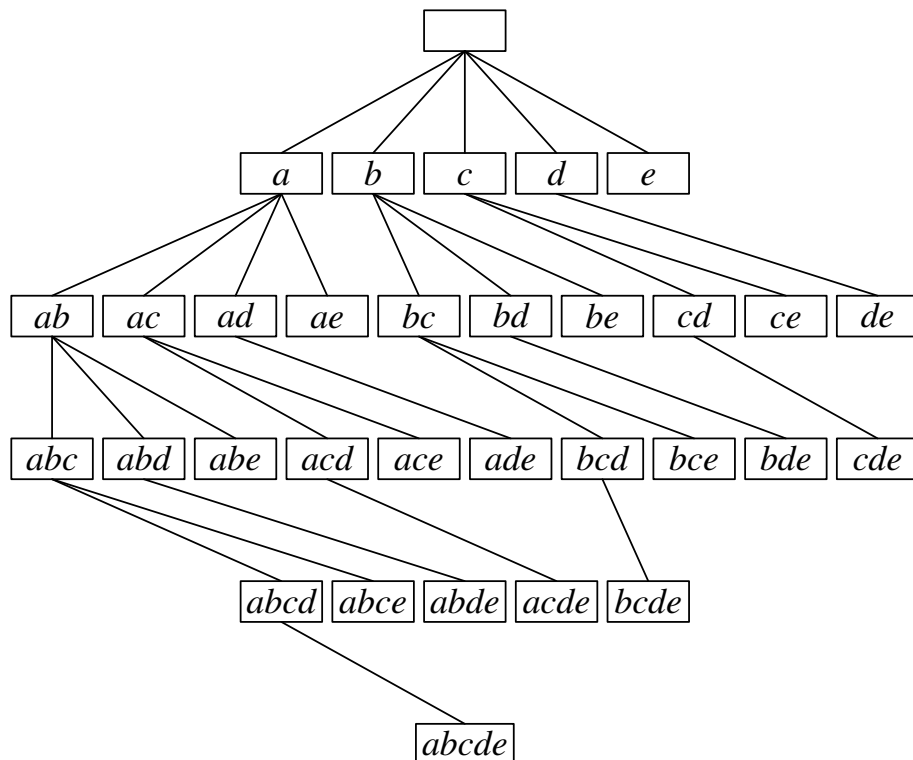 a b c d e
ab ac ad ae bc bd be cd ce de
abc abd abe acd ace ade bcd bce bde cde
abcd abce abde acde bcde
abcde